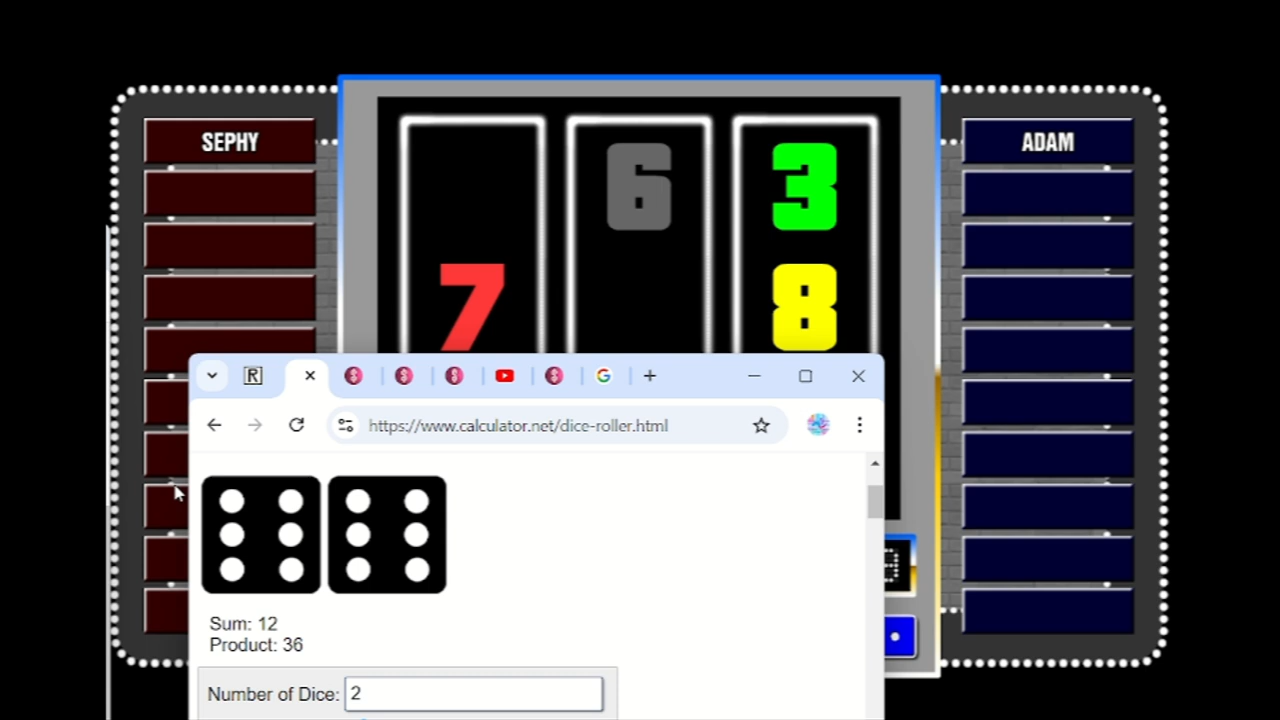 SEPHY
ADAM
6 3
7 8
https://www.calculator.net/dice-roller.html
Sum: 12
Product: 36
Number of Dice: 2